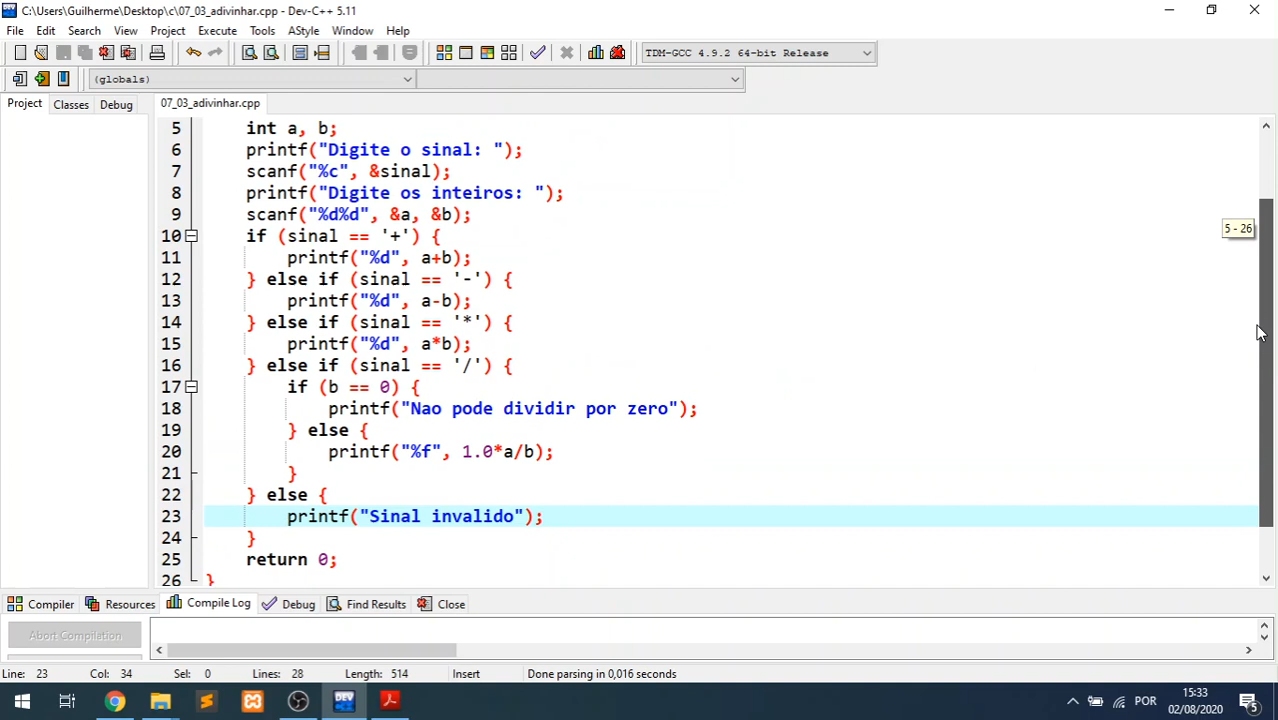 C:\Users\Guilherme\Desktop\c\07_03_adivinhar.cpp - Dev-C++ 5.11
File Edit Search View Project Execute Tools AStyle Window Help
TDM-GCC 4.9.2 64-bit Release
(globals)
Project Classes Debug 07_03_adivinhar.cpp
5 int a, b;
6 printf("Digite o sinal: ");
7 scanf("%c", &sinal);
8 printf("Digite os inteiros: ");
9 scanf("%d%d", &a, &b);
10 if (sinal == '+') {
11 printf("%d", a+b);
12 } else if (sinal == '-') {
13 printf("%d", a-b);
14 } else if (sinal == '*') {
15 printf("%d", a*b);
16 } else if (sinal == '/') {
17 if (b == 0) {
18 printf("Nao pode dividir por zero");
19 } else {
20 printf("%f", 1.0*a/b);
21 }
22 } else {
23 printf("Sinal invalido");
24 }
25 return 0;
26 }
5 - 26
Compiler Resources Compile Log Debug Find Results Close
Abort Compilation
Line: 23 Col: 34 Sel: 0 Lines: 28 Length: 514 Insert Done parsing in 0,016 seconds
DEV
POR
15:33
02/08/2020
5